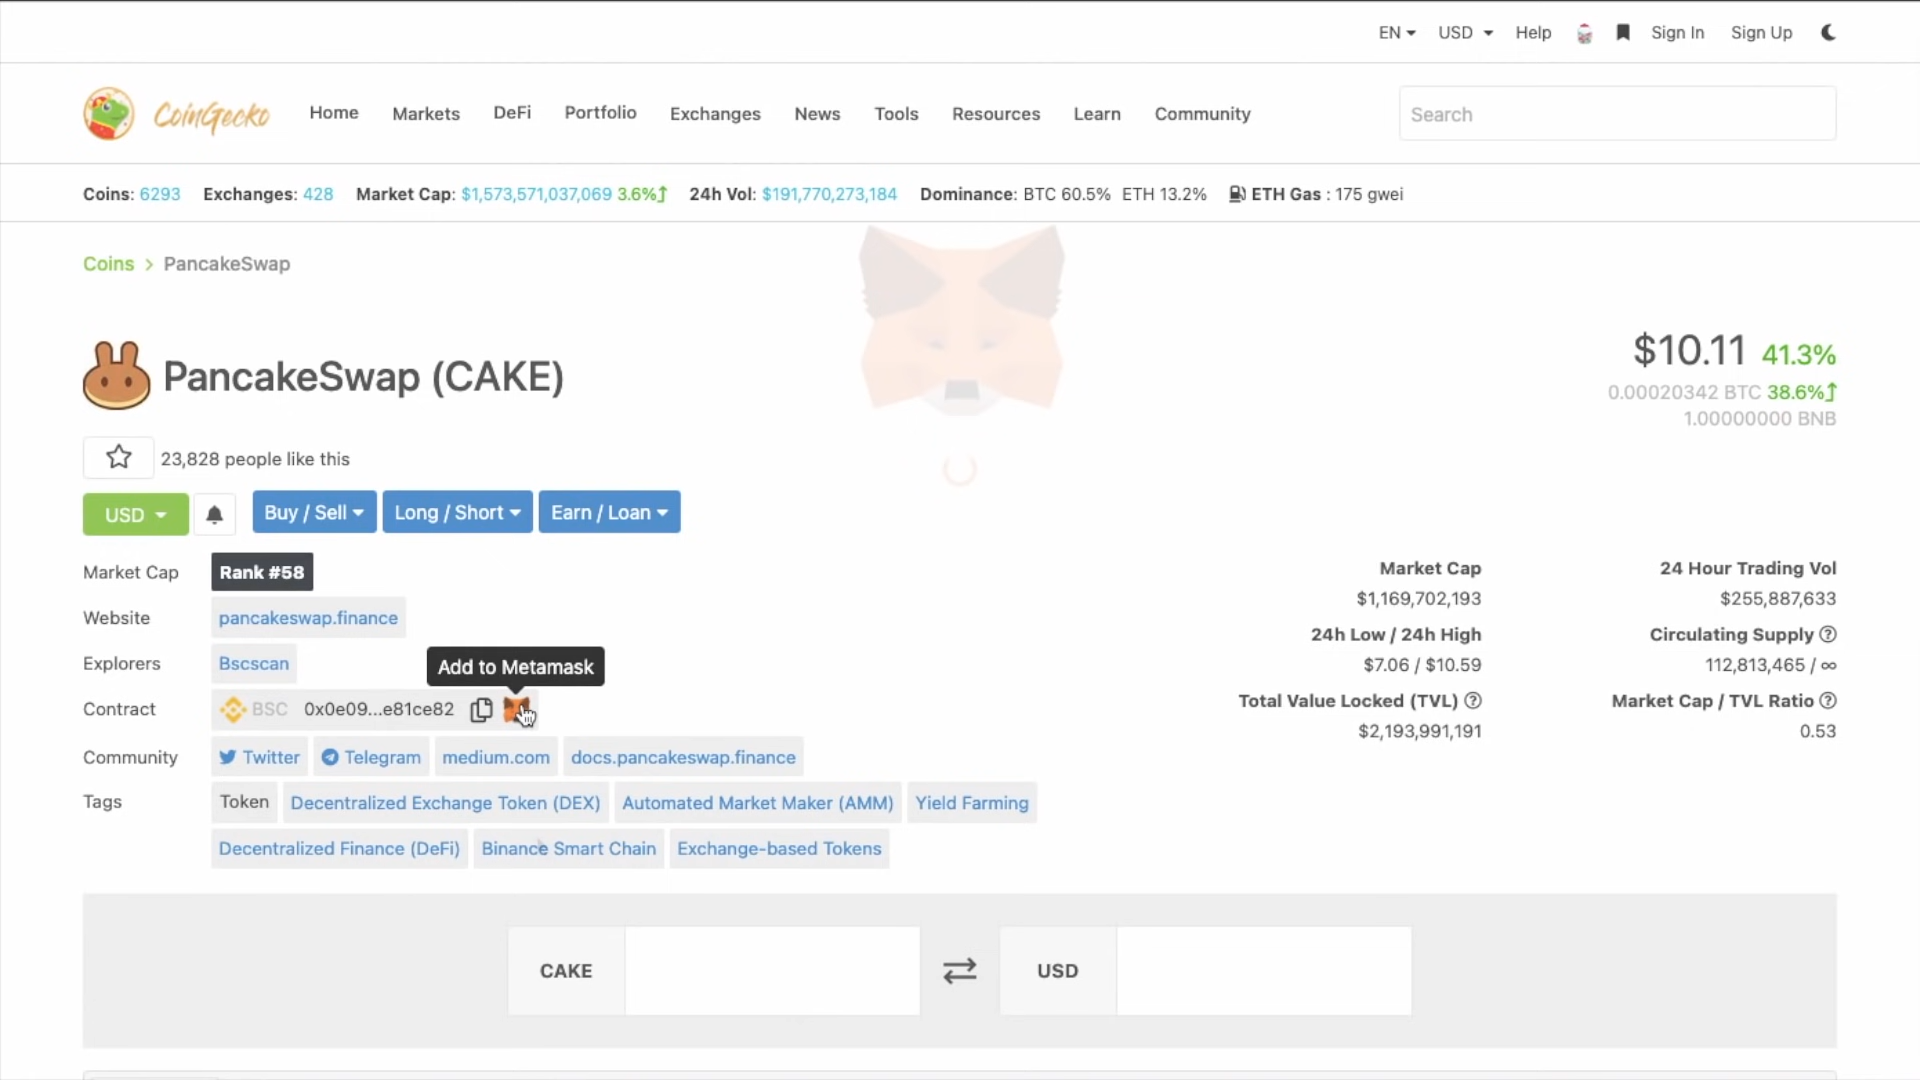 EN USD Help Sign In Sign Up
CoinGecko Home Markets DeFi Portfolio Exchanges News Tools Resources Learn Community Search
Coins: 6293 Exchanges: 428 Market Cap: $1,573,571,037,069 3.6% 24h Vol: $191,770,273,184 Dominance: BTC 60.5% ETH 13.2% ETH Gas : 175 gwei
Coins > PancakeSwap
PancakeSwap (CAKE)
$10.11 41.3%
0.00020342 BTC 38.6%
1.00000000 BNB
23,828 people like this
USD Buy / Sell Long / Short Earn / Loan
Market Cap Rank #58
Website pancakeswap.finance
Explorers Bscscan
Add to Metamask
Contract BSC 0x0e09...e81ce82
Community Twitter Telegram medium.com docs.pancakeswap.finance
Tags Token Decentralized Exchange Token (DEX) Automated Market Maker (AMM) Yield Farming
Decentralized Finance (DeFi) Binance Smart Chain Exchange-based Tokens
Market Cap 24 Hour Trading Vol
$1,169,702,193 $255,887,633
24h Low / 24h High Circulating Supply ?
$7.06 / $10.59 112,813,465 / ∞
Total Value Locked (TVL) ? Market Cap / TVL Ratio ?
$2,193,991,191 0.53
CAKE USD